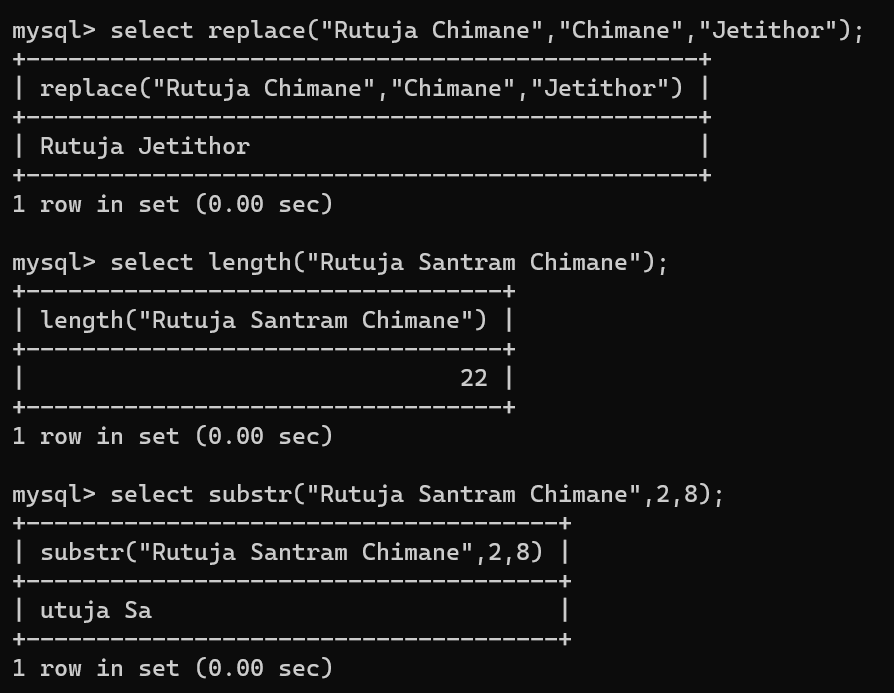 mysql> select replace("Rutuja Chimane","Chimane","Jetithor");
+------------------------------------------------+
| replace("Rutuja Chimane","Chimane","Jetithor") |
+------------------------------------------------+
| Rutuja Jetithor                                |
+------------------------------------------------+
1 row in set (0.00 sec)

mysql> select length("Rutuja Santram Chimane");
+----------------------------------+
| length("Rutuja Santram Chimane") |
+----------------------------------+
|                               22 |
+----------------------------------+
1 row in set (0.00 sec)

mysql> select substr("Rutuja Santram Chimane",2,8);
+--------------------------------------+
| substr("Rutuja Santram Chimane",2,8) |
+--------------------------------------+
| utuja Sa                             |
+--------------------------------------+
1 row in set (0.00 sec)